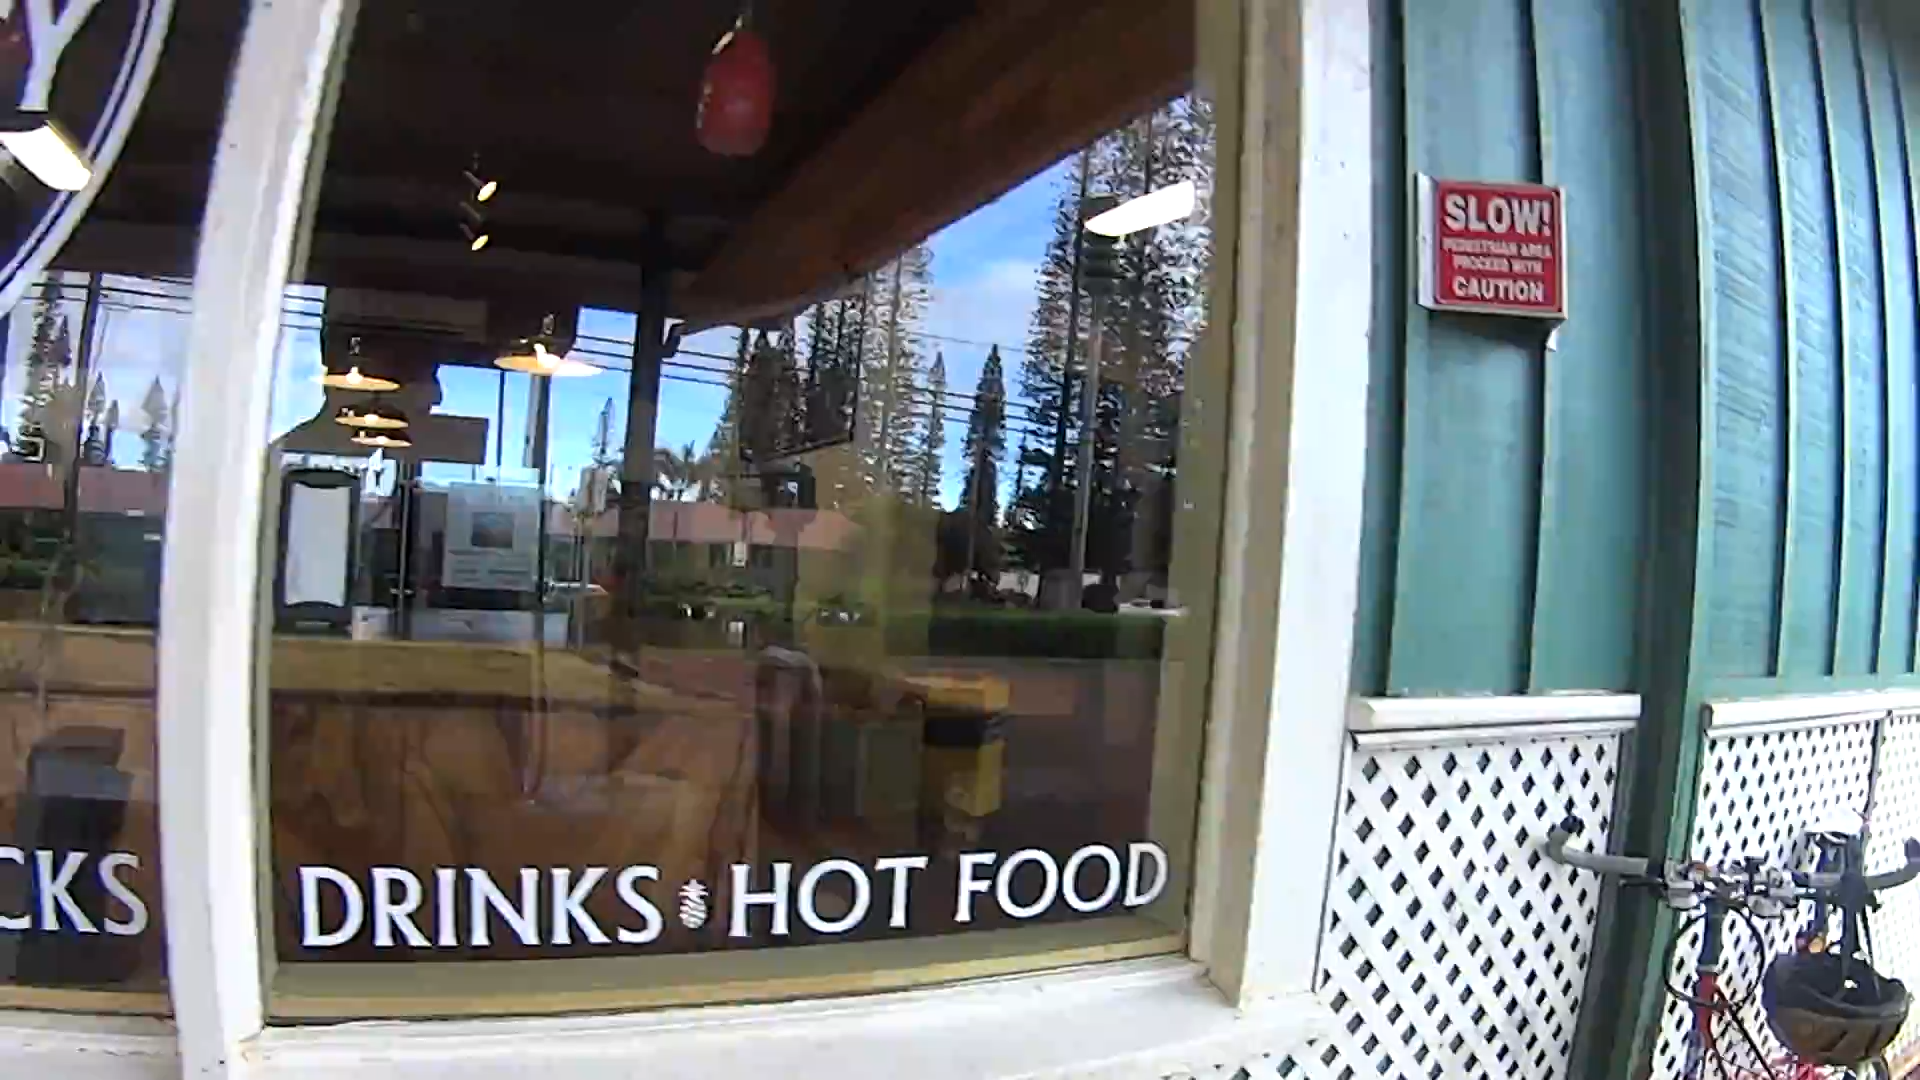 SLOW!
PEDESTRIAN AREA
PROCEED WITH
CAUTION
CKS
DRINKS HOT FOOD